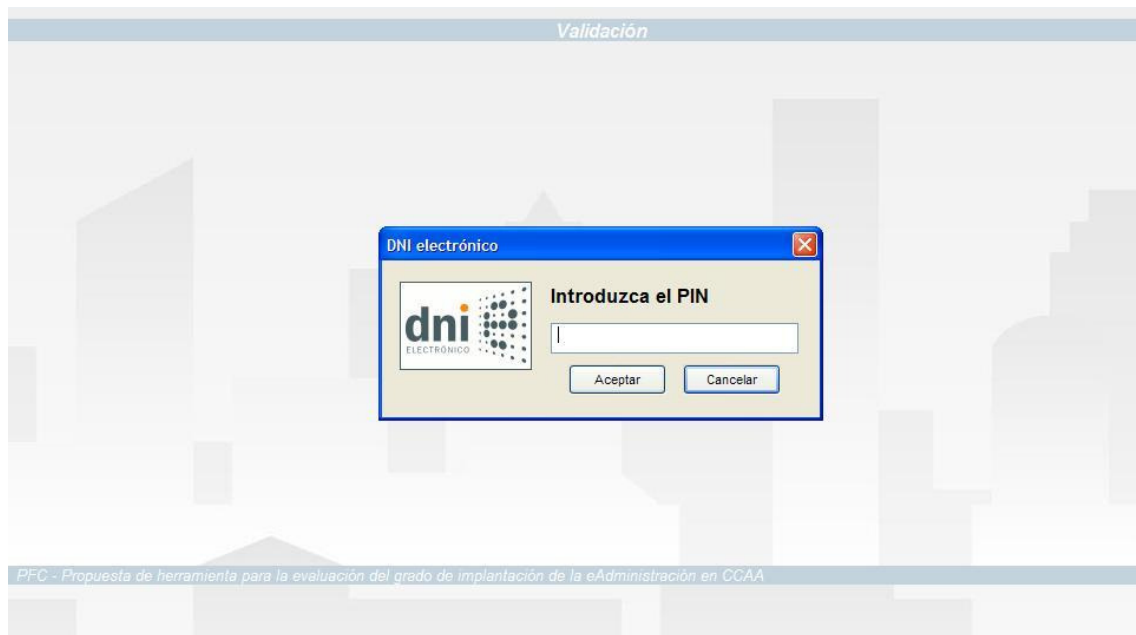 Validación
DNI electrónico
dni
ELECTRÓNICO
Introduzca el PIN
Aceptar
Cancelar
PFC - Propuesta de herramienta para la evaluación del grado de implantación de la eAdministración en CCAA